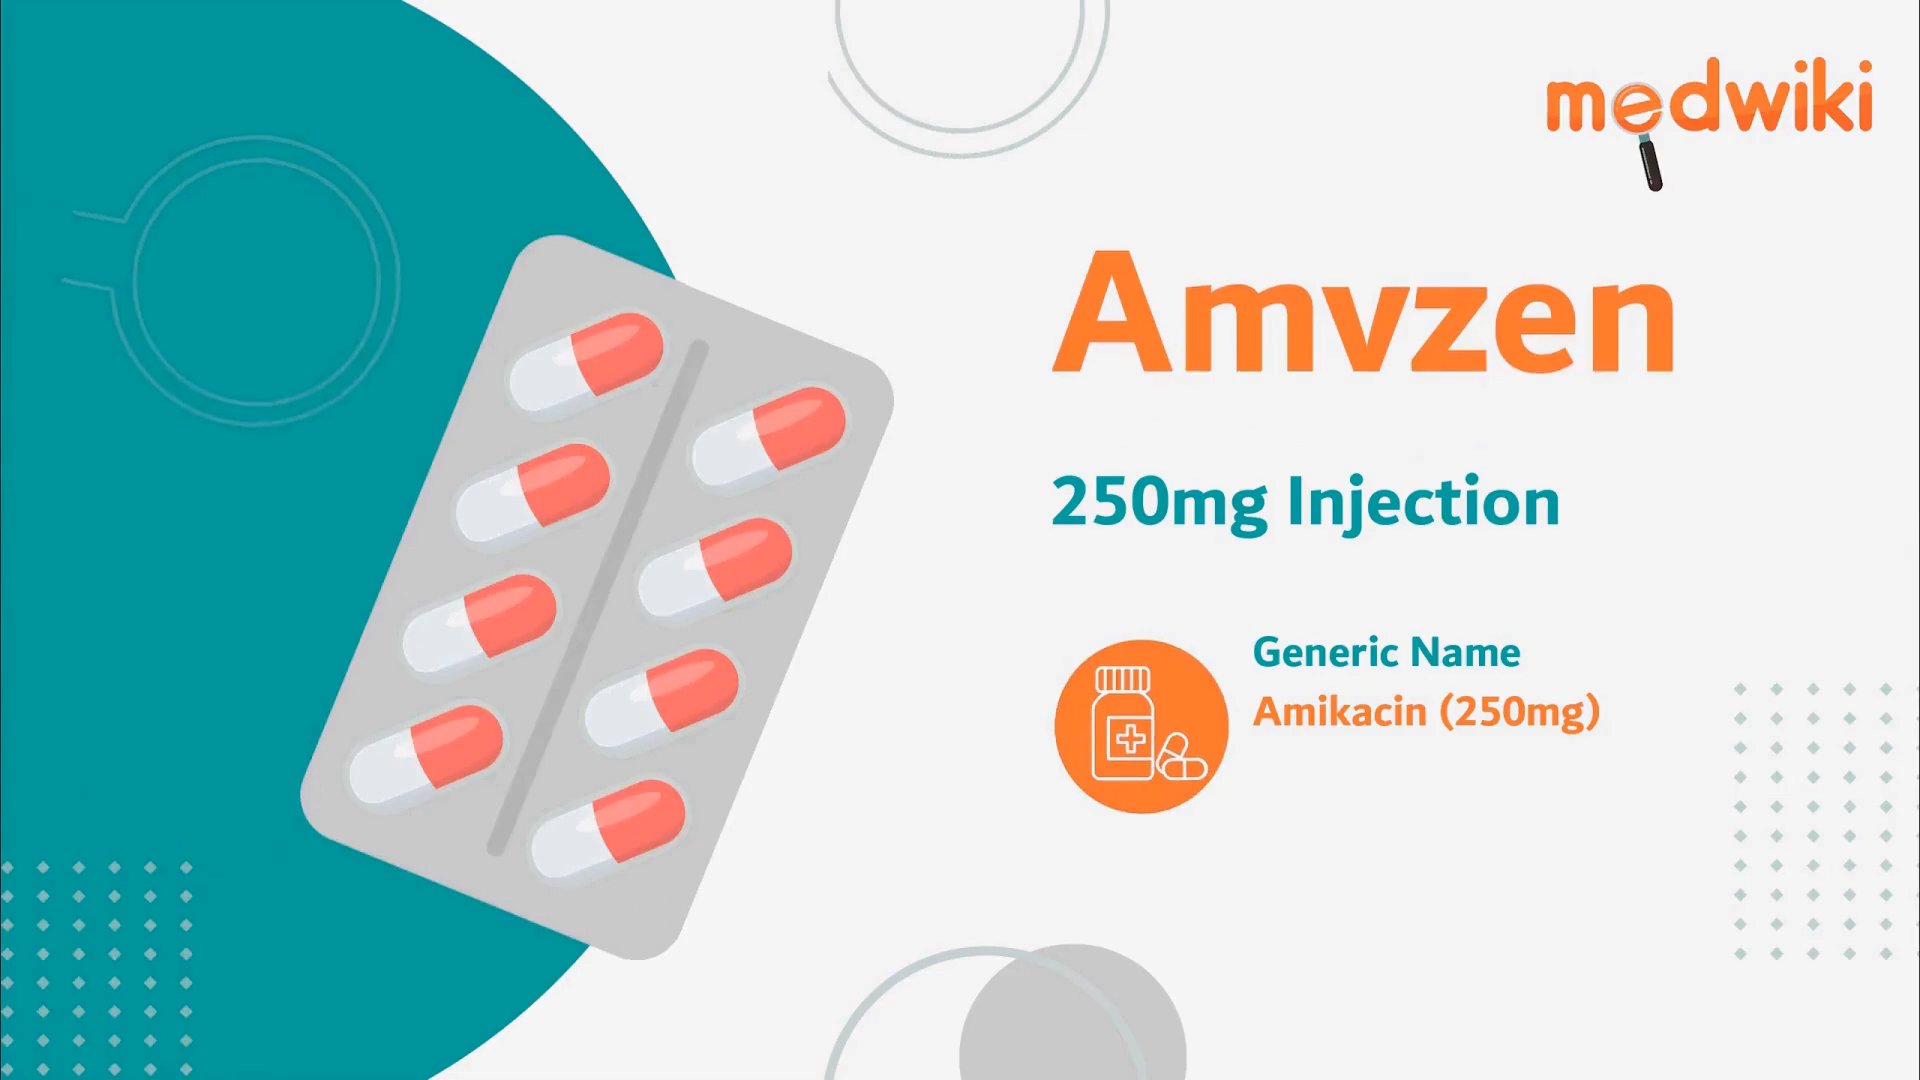 medwiki
Amvzen
250mg Injection
Generic Name
Amikacin (250mg)